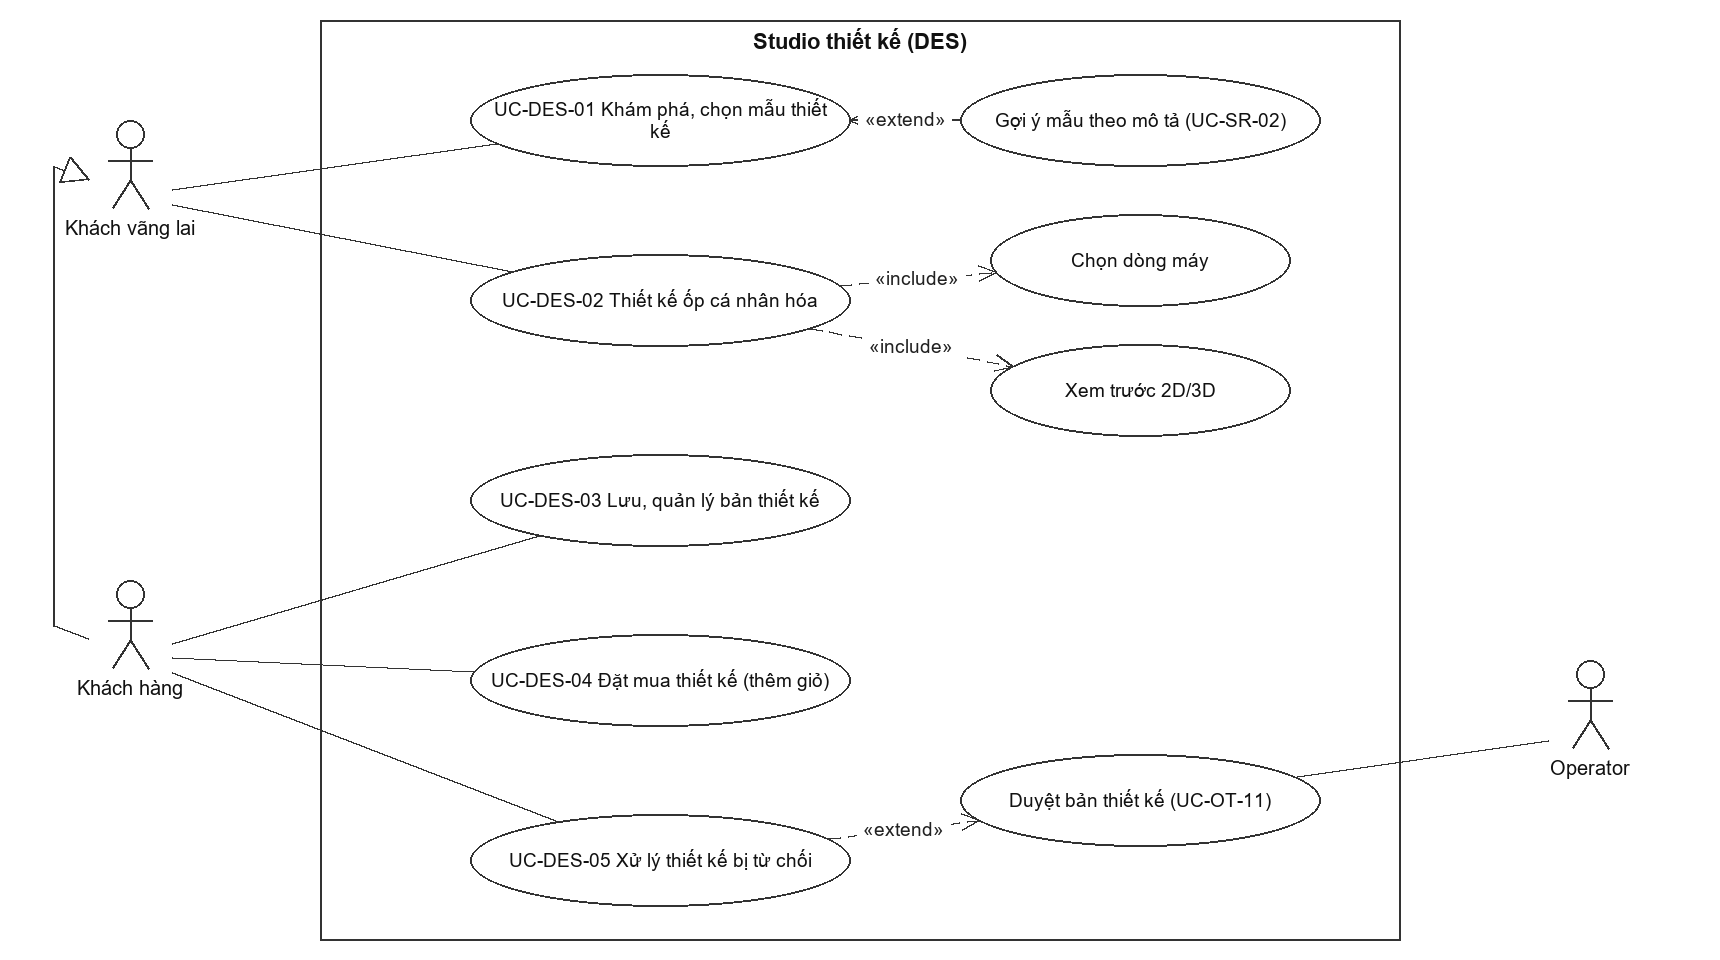 Studio thiết kế (DES)
UC-DES-01 Khám phá, chọn mẫu thiết
kế
«extend»
Gợi ý mẫu theo mô tả (UC-SR-02)
Khách vãng lai
Chọn dòng máy
«include»
UC-DES-02 Thiết kế ốp cá nhân hóa
«include»
Xem trước 2D/3D
UC-DES-03 Lưu, quản lý bản thiết kế
Khách hàng
UC-DES-04 Đặt mua thiết kế (thêm giỏ)
Operator
Duyệt bản thiết kế (UC-OT-11)
«extend»
UC-DES-05 Xử lý thiết kế bị từ chối